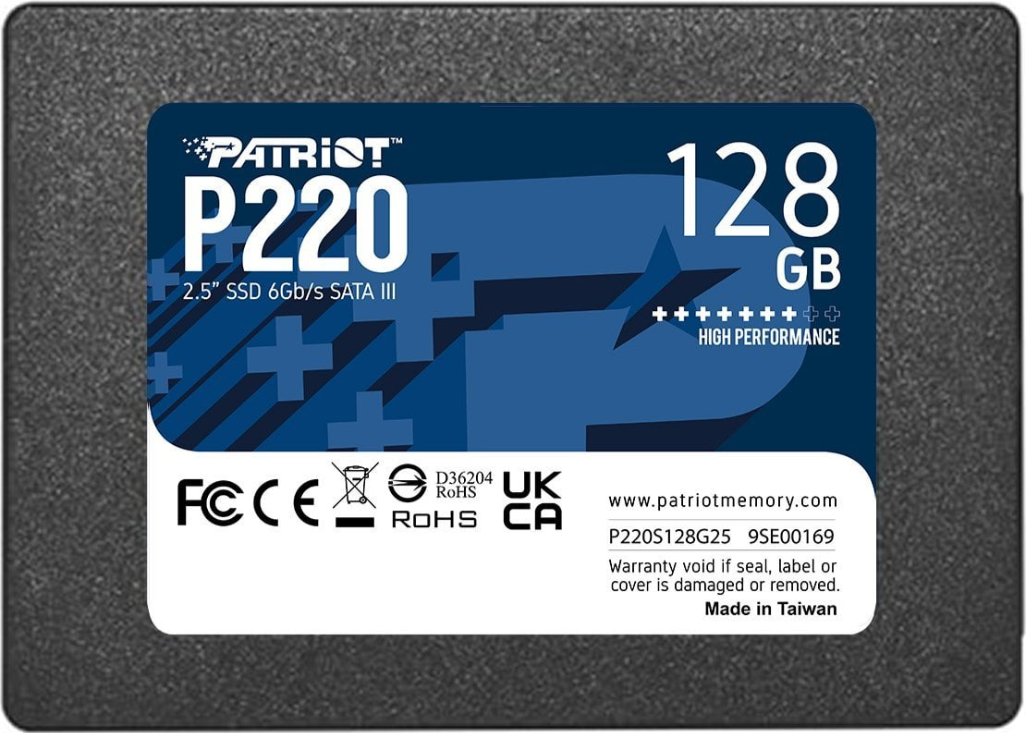 PATRIOT™
P220
2.5” SSD 6Gb/s SATA III
128
GB
HIGH PERFORMANCE
FC CE
D36204
RoHS
RoHS
UK
CA
www.patriotmemory.com
P220S128G25 9SE00169
Warranty void if seal, label or
cover is damaged or removed.
Made in Taiwan